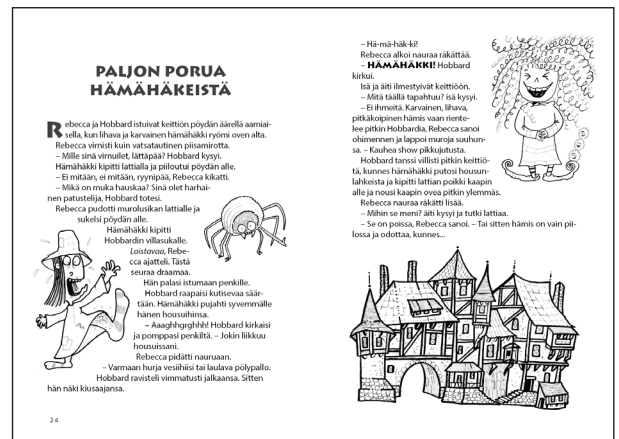 PALJON PORUA
HÄMÄHÄKEISTÄ
Rebecca ja Hobbard istuivat keittiön pöydän äärellä aamiai-
sella, kun lihava ja karvainen hämähäkki ryömi oven alta.
Rebecca virnisti kuin vatsatautinen piisamirotta.
– Mille sinä virnuilet, lättäpää? Hobbard kysyi.
Hämähäkki kipitti lattialla ja piiloutui pöydän alle.
– Ei mitään, ei mitään, ryynipää, Rebecca kikatti.
– Mikä on muka hauskaa? Sinä olet harhai-
nen patustelija, Hobbard totesi.
Rebecca pudotti murolusikan lattialle ja
sukelsi pöydän alle.
Hämähäkki kipitti
Hobbardin villasukalle.
Loistavaa, Rebe-
cca ajatteli. Tästä
seuraa draamaa.
Hän palasi istumaan penkille.
Hobbard raapaisi kutisevaa säär-
tään. Hämähäkki pujahti syvemmälle
hänen housuihinsa.
– Aaaghhgrghhh! Hobbard kirkaisi
ja pomppasi penkiltä. – Jokin liikkuu
housuissani.
Rebecca pidätti nauruaan.
– Varmaan hurja vesihiisi tai laulava pölypallo.
Hobbard ravisteli vimmatusti jalkaansa. Sitten
hän näki kiusaajansa.
24
– Hä-mä-häk-ki!
Rebecca alkoi nauraa räkättää.
– HÄMÄHÄKKI! Hobbard
kirkui.
Isä ja äiti ilmestyivät keittiöön.
– Mitä täällä tapahtuu? isä kysyi.
– Ei ihmeitä. Karvainen, lihava,
pitkäkoipinen hämis vaan riente-
lee pitkin Hobbardia, Rebecca sanoi
ohimennen ja lappoi muroja suuhun-
sa. – Kauhea show pikkujutusta.
Hobbard tanssi villisti pitkin keittiö-
tä, kunnes hämähäkki putosi housun-
lahkeista ja kipitti lattian poikki kaapin
alle ja nousi kaapin ovea pitkin ylemmäs.
Rebecca nauraa räkätti lisää.
– Mihin se meni? äiti kysyi ja tutki lattiaa.
– Se on poissa, Rebecca sanoi. – Tai sitten hämis on vain pii-
lossa ja odottaa, kunnes...